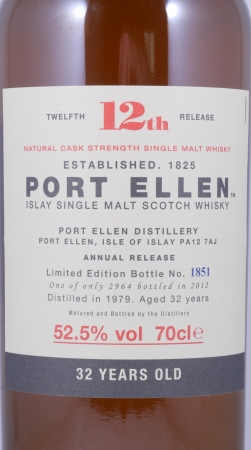 TWELFTH 12th RELEASE
NATURAL CASK STRENGTH SINGLE MALT WHISKY
ESTABLISHED. 1825
PORT ELLEN™
ISLAY SINGLE MALT SCOTCH WHISKY
PORT ELLEN DISTILLERY
PORT ELLEN, ISLE OF ISLAY PA12 7AJ
ANNUAL RELEASE
Limited Edition Bottle No. 1851
One of only 2964 bottled in 2012
Distilled in 1979. Aged 32 years
Matured and Bottled by the Distillers
52.5% vol 70cl e
32 YEARS OLD